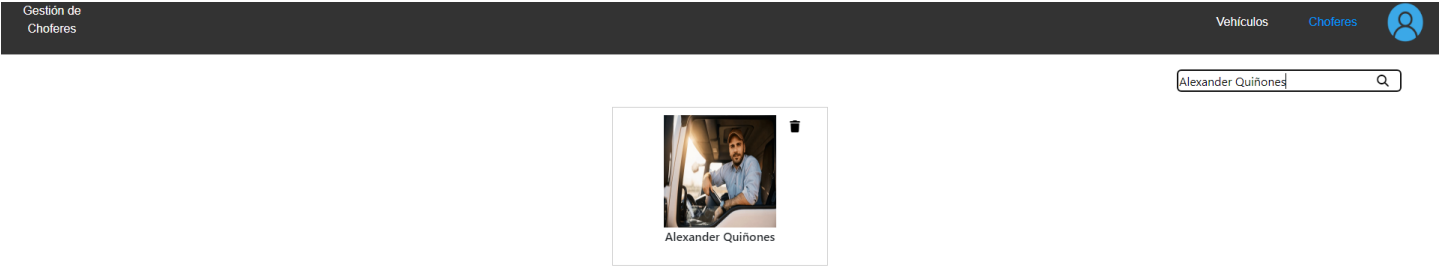 Gestión de
Choferes
Vehículos
Choferes
Alexander Quiñones
Alexander Quiñones